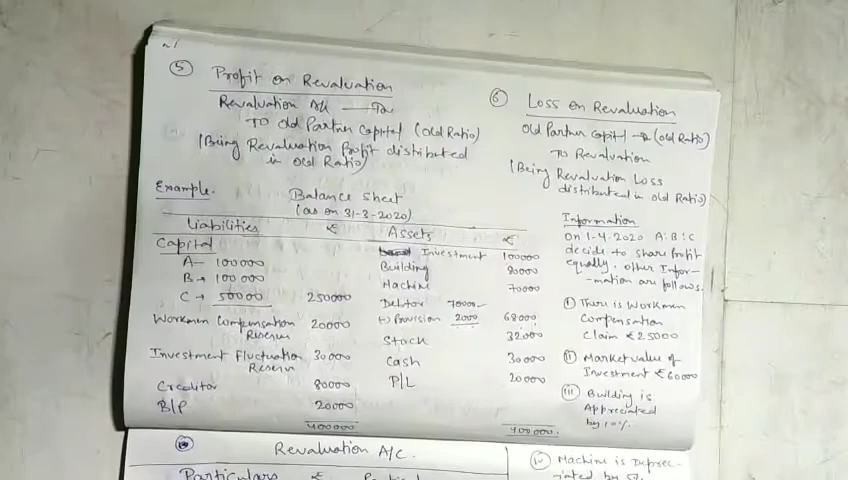 5 Profit on Revaluation
Revaluation A/c — Dr
To Old Partner Capital (Old Ratio)
(Being Revaluation Profit distributed
in Old Ratio)
6 Loss on Revaluation
Old Partner Capital → (Old Ratio)
To Revaluation
(Being Revaluation Loss
distributed in old Ratio)
Example.
Balance Sheet
(as on 31-3-2020)
Liabilities ₹ Assets ₹
Capital Investment 100000
A - 100000 Building 80000
B → 100000 Machine 70000
C → 50000 250000 Debtor 70000
Workmen Compensation 20000 (-) Provision 2000 68000
Reserve Stock 32000
Investment Fluctuation 30000 Cash 30000
Reserve P/L 20000
Creditor 80000
B/P 20000
400000 400000
Information
On 1-4-2020 A:B:C
decide to share Profit
equally. Other Infor-
mation are follows.
i There is Workmen
Compensation
Claim ₹25000
ii Market value of
Investment ₹60000
iii Building is
Appreciated
by 10%.
Revaluation A/C.
Particulars ₹
iv Machine is Deprec-
iated by 5%